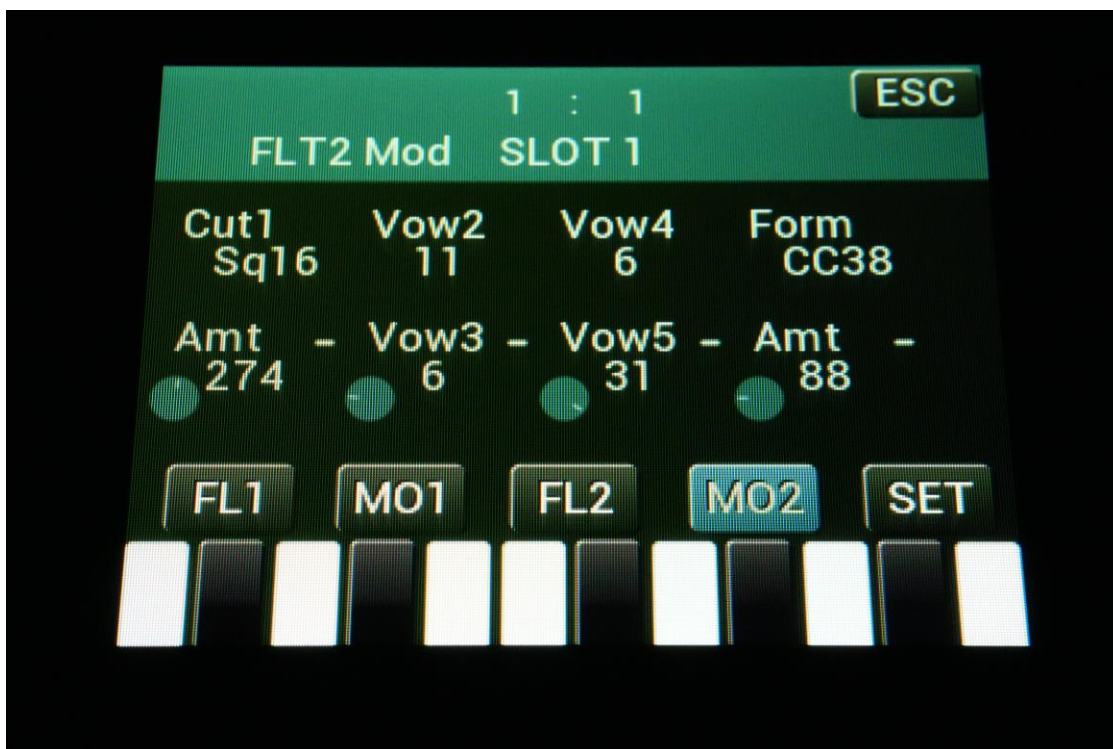 1 : 1 ESC
FLT2 Mod SLOT 1
Cut1 Vow2 Vow4 Form
Sq16 11 6 CC38
Amt - Vow3 - Vow5 - Amt -
274 6 31 88
FL1 MO1 FL2 MO2 SET